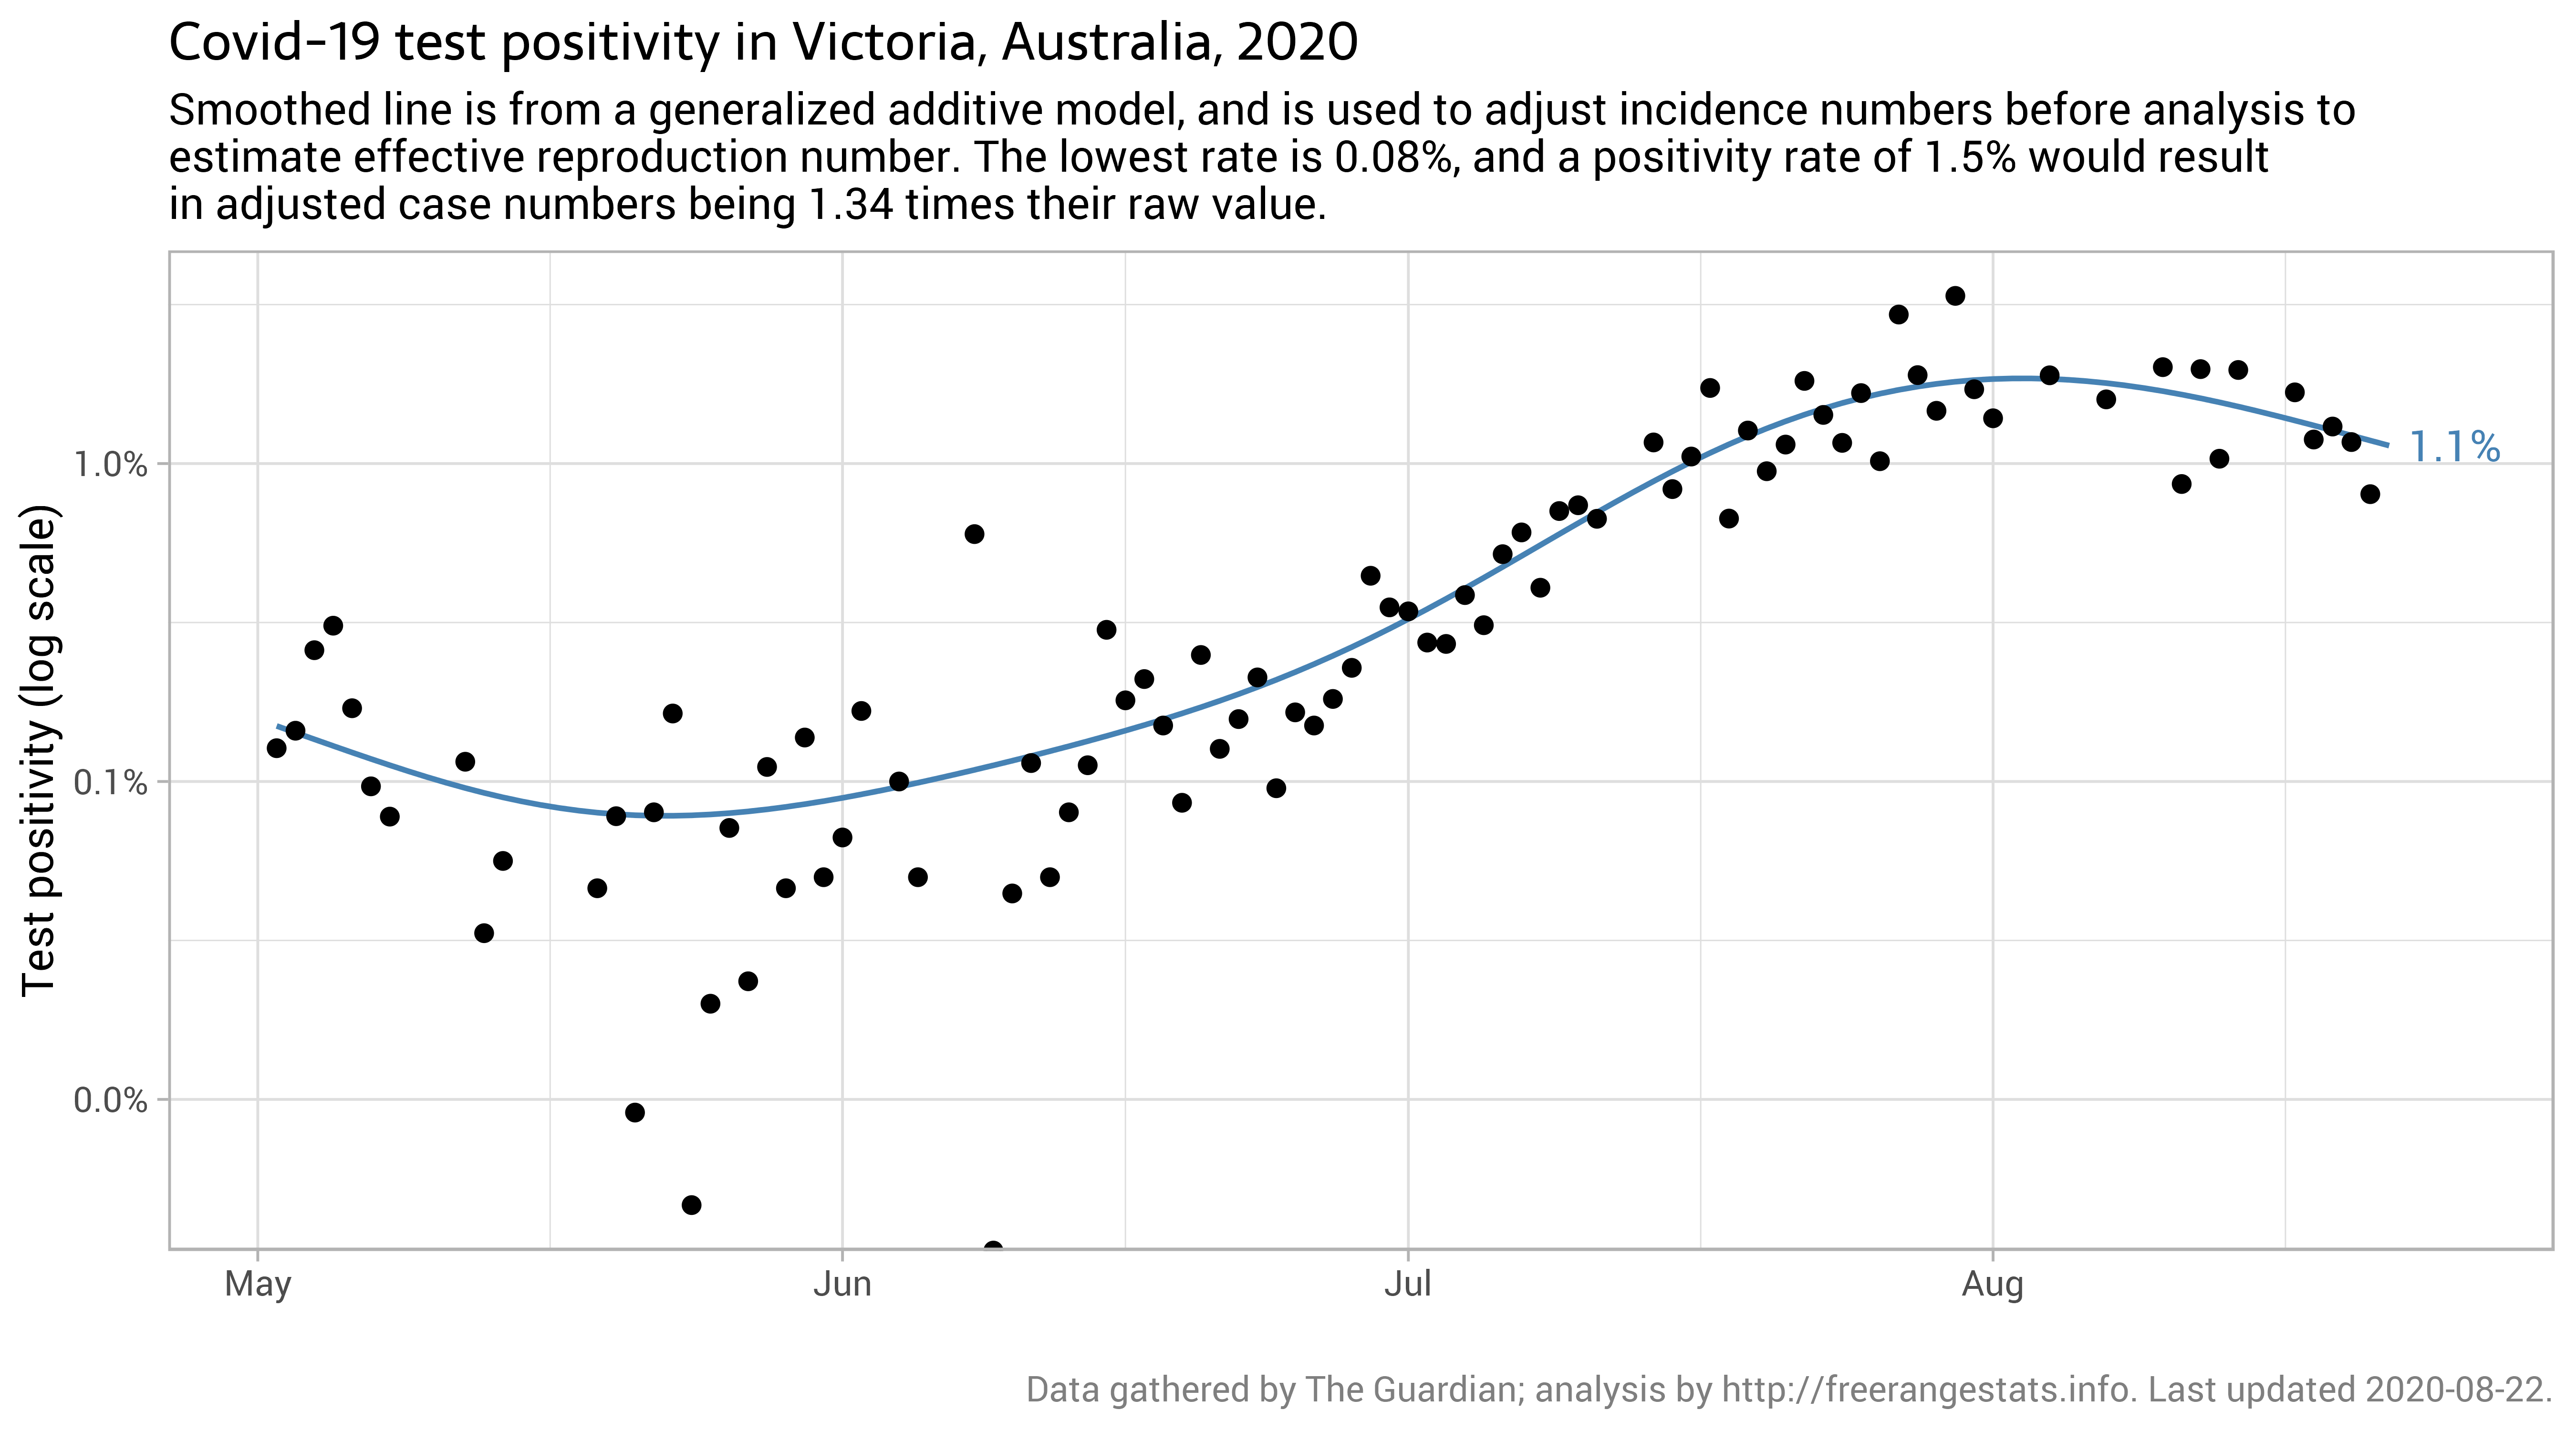 Covid-19 test positivity in Victoria, Australia, 2020
Smoothed line is from a generalized additive model, and is used to adjust incidence numbers before analysis to
estimate effective reproduction number. The lowest rate is 0.08%, and a positivity rate of 1.5% would result
in adjusted case numbers being 1.34 times their raw value.
Test positivity (log scale)
1.0%
0.1%
0.0%
1.1%
May
Jun
Jul
Aug
Data gathered by The Guardian; analysis by http://freerangestats.info. Last updated 2020-08-22.